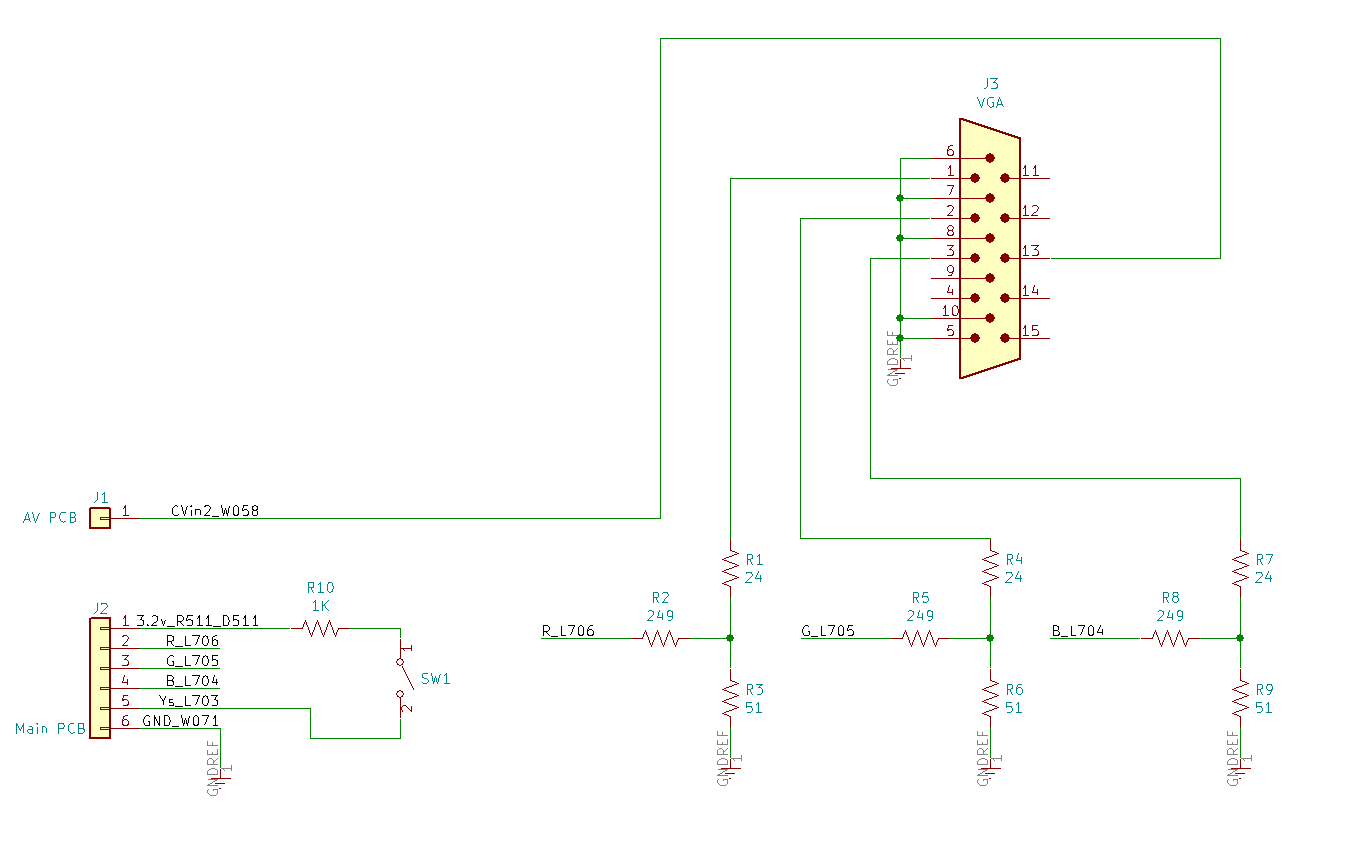 J3
VGA
6
1
11
7
2
12
8
3
13
9
4
14
10
5
15
GNDREF
1
J1
AV PCB
1
CVin2_W058
J2
Main PCB
1
3.2v_R511_D511
2
R_L706
3
G_L705
4
B_L704
5
Ys_L703
6
GND_W071
GNDREF
1
R10
1K
1
SW1
2
R_L706
R2
249
R1
24
R3
51
GNDREF
1
G_L705
R5
249
R4
24
R6
51
GNDREF
1
B_L704
R8
249
R7
24
R9
51
GNDREF
1